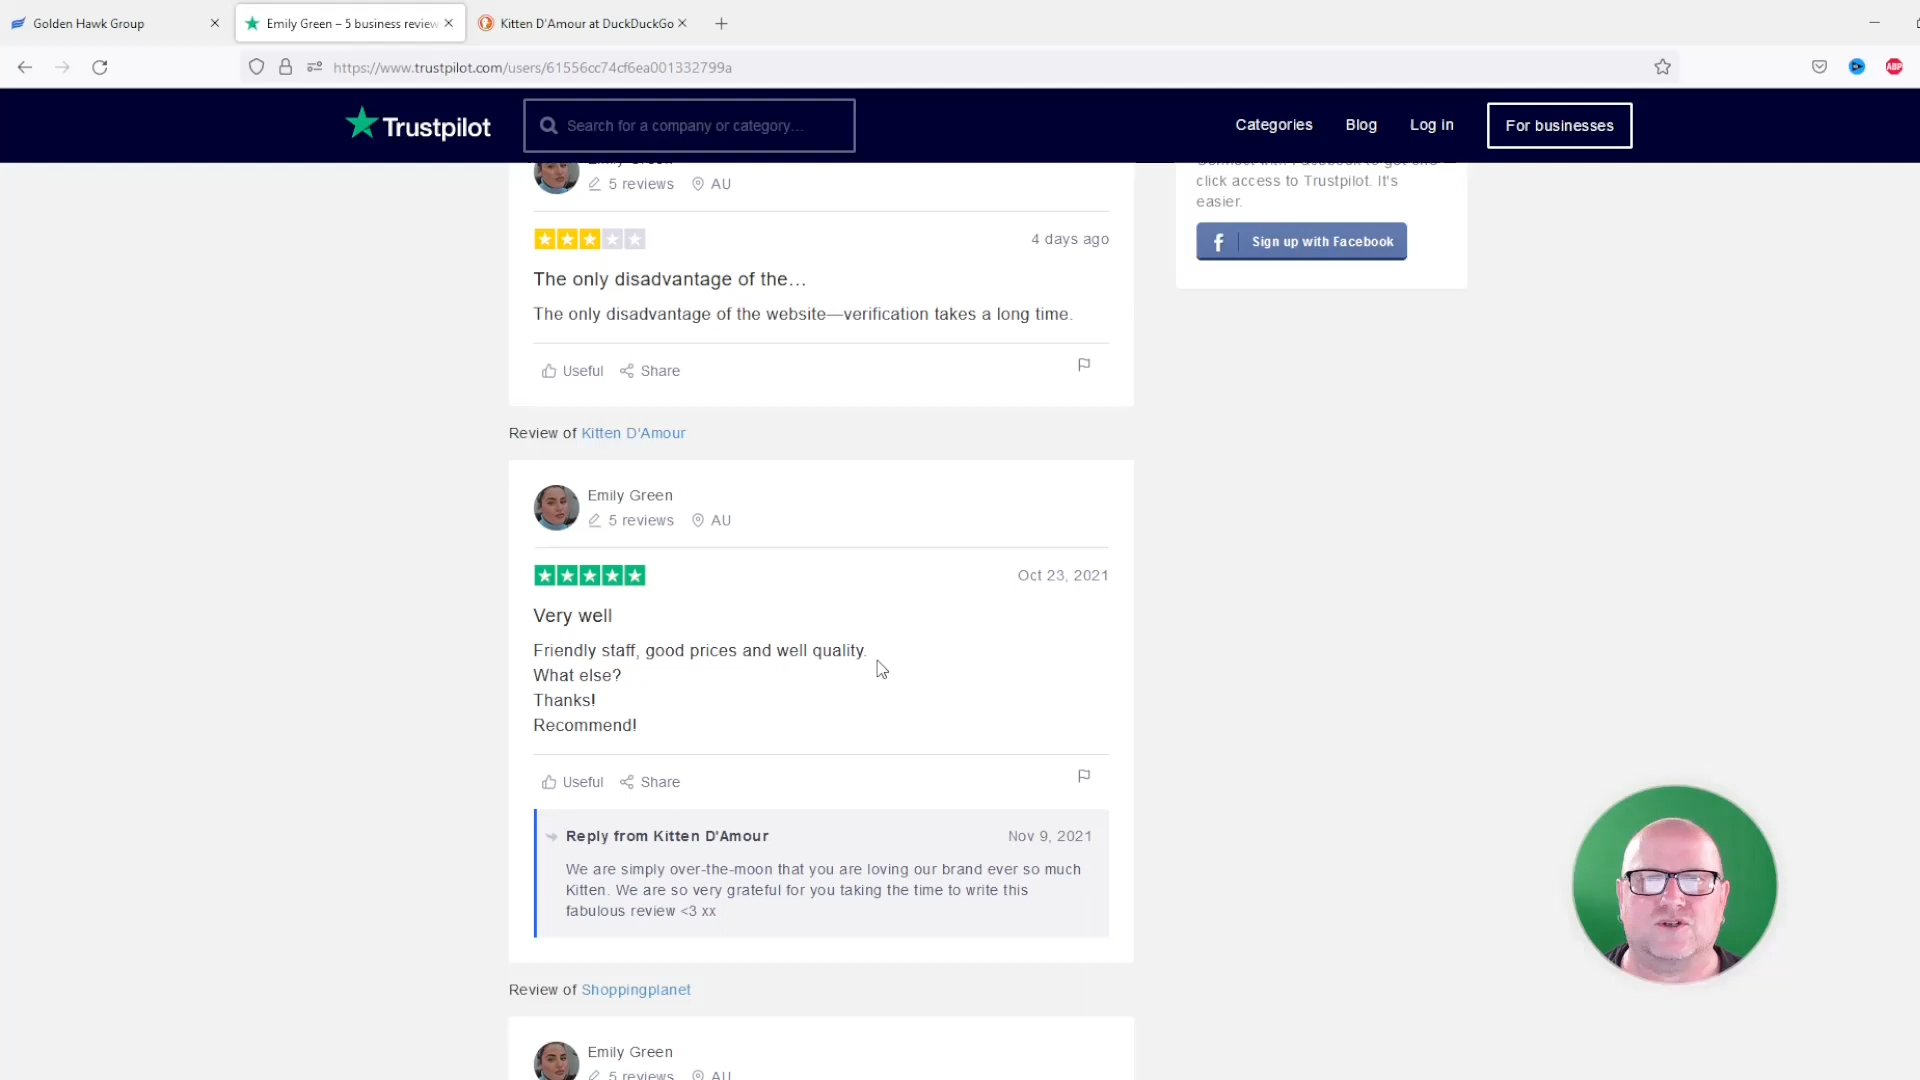 Golden Hawk Group
Emily Green – 5 business review
Kitten D'Amour at DuckDuckGo
https://www.trustpilot.com/users/61556cc74cf6ea001332799a
ABP
Trustpilot
Search for a company or category...
Categories
Blog
Log in
For businesses
Emily Green
5 reviews
AU
click access to Trustpilot. It's
easier.
f
Sign up with Facebook
4 days ago
The only disadvantage of the…
The only disadvantage of the website—verification takes a long time.
Useful
Share
Review of Kitten D'Amour
Emily Green
5 reviews
AU
Oct 23, 2021
Very well
Friendly staff, good prices and well quality.
What else?
Thanks!
Recommend!
Useful
Share
Reply from Kitten D'Amour
Nov 9, 2021
We are simply over-the-moon that you are loving our brand ever so much
Kitten. We are so very grateful for you taking the time to write this
fabulous review <3 xx
Review of Shoppingplanet
Emily Green
5 reviews
AU